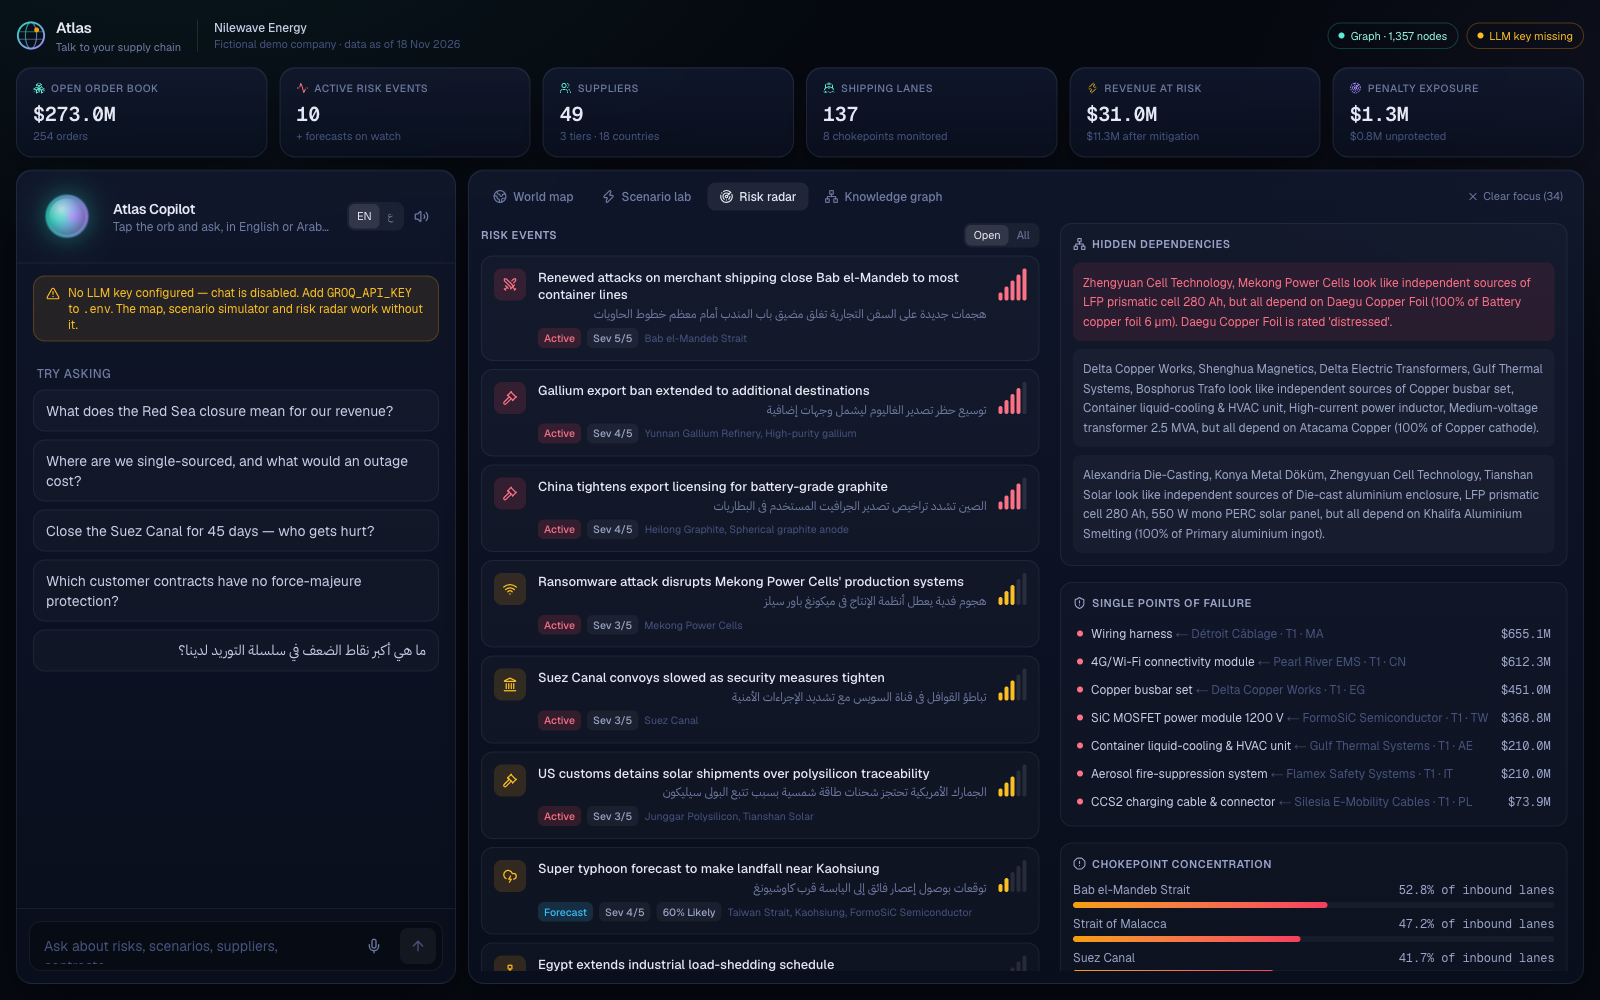 Atlas
Talk to your supply chain
Nilewave Energy
Fictional demo company · data as of 18 Nov 2026
Graph · 1,357 nodes
LLM key missing
OPEN ORDER BOOK
$273.0M
254 orders
ACTIVE RISK EVENTS
10
+ forecasts on watch
SUPPLIERS
49
3 tiers · 18 countries
SHIPPING LANES
137
8 chokepoints monitored
REVENUE AT RISK
$31.0M
$11.3M after mitigation
PENALTY EXPOSURE
$1.3M
$0.8M unprotected
Atlas Copilot
Tap the orb and ask, in English or Arab…
EN
ع
No LLM key configured — chat is disabled. Add GROQ_API_KEY
to .env. The map, scenario simulator and risk radar work without
it.
TRY ASKING
What does the Red Sea closure mean for our revenue?
Where are we single-sourced, and what would an outage
cost?
Close the Suez Canal for 45 days — who gets hurt?
Which customer contracts have no force-majeure
protection?
ما هي أكبر نقاط الضعف في سلسلة التوريد لدينا؟
Ask about risks, scenarios, suppliers,
World map
Scenario lab
Risk radar
Knowledge graph
Clear focus (34)
RISK EVENTS
Open
All
Renewed attacks on merchant shipping close Bab el-Mandeb to most
container lines
هجمات جديدة على السفن التجارية تغلق مضيق باب المندب أمام معظم خطوط الحاويات
Active
Sev 5/5
Bab el-Mandeb Strait
Gallium export ban extended to additional destinations
توسيع حظر تصدير الغاليوم ليشمل وجهات إضافية
Active
Sev 4/5
Yunnan Gallium Refinery, High-purity gallium
China tightens export licensing for battery-grade graphite
الصين تشدد تراخيص تصدير الجرافيت المستخدم في البطاريات
Active
Sev 4/5
Heilong Graphite, Spherical graphite anode
Ransomware attack disrupts Mekong Power Cells' production systems
هجوم فدية يعطل أنظمة الإنتاج في ميكونغ باور سيلز
Active
Sev 3/5
Mekong Power Cells
Suez Canal convoys slowed as security measures tighten
تباطؤ القوافل في قناة السويس مع تشديد الإجراءات الأمنية
Active
Sev 3/5
Suez Canal
US customs detains solar shipments over polysilicon traceability
الجمارك الأمريكية تحتجز شحنات طاقة شمسية بسبب تتبع البولي سيليكون
Active
Sev 3/5
Junggar Polysilicon, Tianshan Solar
Super typhoon forecast to make landfall near Kaohsiung
توقعات بوصول إعصار فائق إلى اليابسة قرب كاوشيونغ
Forecast
Sev 4/5
60% Likely
Taiwan Strait, Kaohsiung, FormoSiC Semiconductor
Egypt extends industrial load-shedding schedule
HIDDEN DEPENDENCIES
Zhengyuan Cell Technology, Mekong Power Cells look like independent sources of
LFP prismatic cell 280 Ah, but all depend on Daegu Copper Foil (100% of Battery
copper foil 6 µm). Daegu Copper Foil is rated 'distressed'.
Delta Copper Works, Shenghua Magnetics, Delta Electric Transformers, Gulf Thermal
Systems, Bosphorus Trafo look like independent sources of Copper busbar set,
Container liquid-cooling & HVAC unit, High-current power inductor, Medium-voltage
transformer 2.5 MVA, but all depend on Atacama Copper (100% of Copper cathode).
Alexandria Die-Casting, Konya Metal Döküm, Zhengyuan Cell Technology, Tianshan
Solar look like independent sources of Die-cast aluminium enclosure, LFP prismatic
cell 280 Ah, 550 W mono PERC solar panel, but all depend on Khalifa Aluminium
Smelting (100% of Primary aluminium ingot).
SINGLE POINTS OF FAILURE
Wiring harness ← Détroit Câblage · T1 · MA $655.1M
4G/Wi-Fi connectivity module ← Pearl River EMS · T1 · CN $612.3M
Copper busbar set ← Delta Copper Works · T1 · EG $451.0M
SiC MOSFET power module 1200 V ← FormoSiC Semiconductor · T1 · TW $368.8M
Container liquid-cooling & HVAC unit ← Gulf Thermal Systems · T1 · AE $210.0M
Aerosol fire-suppression system ← Flamex Safety Systems · T1 · IT $210.0M
CCS2 charging cable & connector ← Silesia E-Mobility Cables · T1 · PL $73.9M
CHOKEPOINT CONCENTRATION
Bab el-Mandeb Strait 52.8% of inbound lanes
Strait of Malacca 47.2% of inbound lanes
Suez Canal 41.7% of inbound lanes